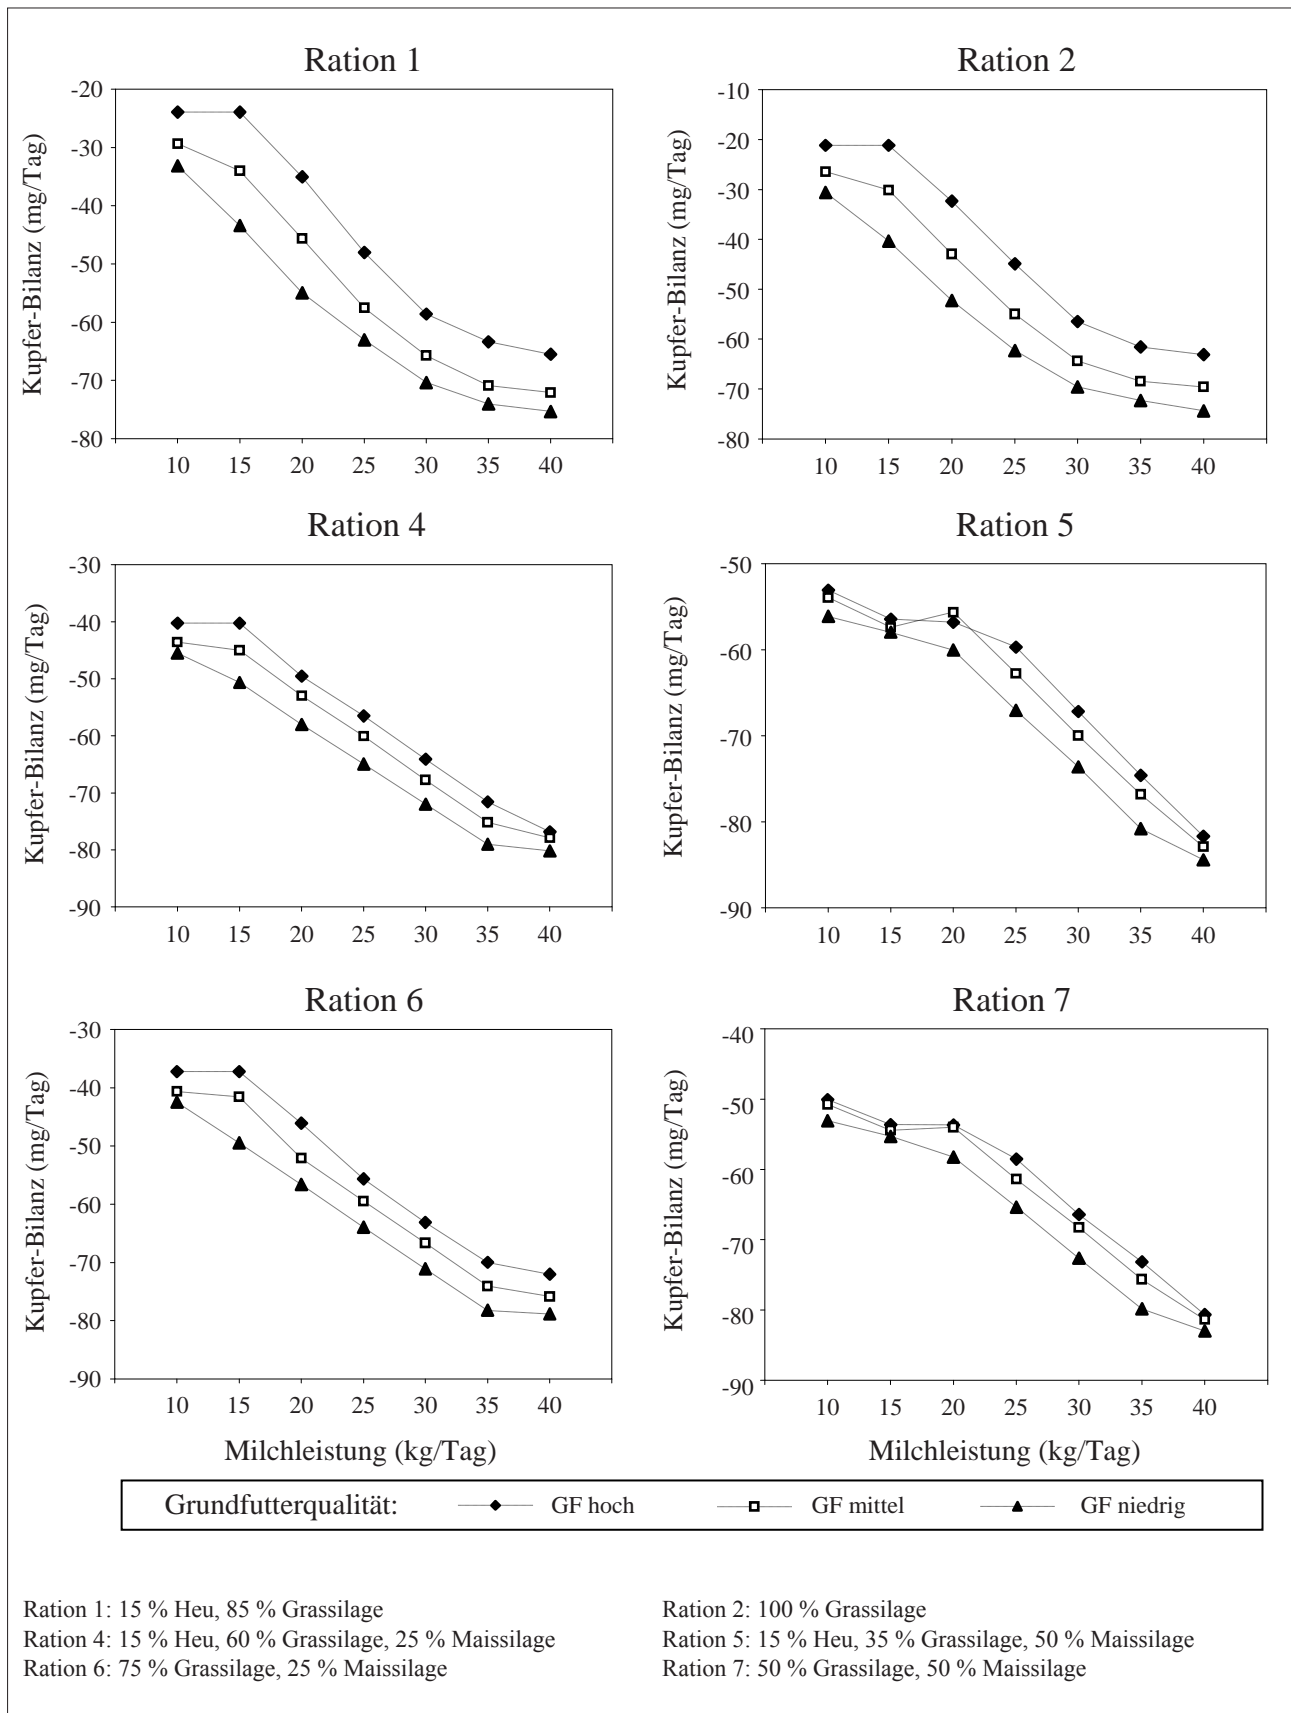 Ration 1
Kupfer-Bilanz (mg/Tag)
-20
-30
-40
-50
-60
-70
-80
10 15 20 25 30 35 40
Ration 2
Kupfer-Bilanz (mg/Tag)
-10
-20
-30
-40
-50
-60
-70
-80
10 15 20 25 30 35 40
Ration 4
Kupfer-Bilanz (mg/Tag)
-30
-40
-50
-60
-70
-80
-90
10 15 20 25 30 35 40
Ration 5
Kupfer-Bilanz (mg/Tag)
-50
-60
-70
-80
-90
10 15 20 25 30 35 40
Ration 6
Kupfer-Bilanz (mg/Tag)
-30
-40
-50
-60
-70
-80
-90
10 15 20 25 30 35 40
Milchleistung (kg/Tag)
Ration 7
Kupfer-Bilanz (mg/Tag)
-40
-50
-60
-70
-80
-90
10 15 20 25 30 35 40
Milchleistung (kg/Tag)
Grundfutterqualität: GF hoch GF mittel GF niedrig
Ration 1: 15 % Heu, 85 % Grassilage
Ration 2: 100 % Grassilage
Ration 4: 15 % Heu, 60 % Grassilage, 25 % Maissilage
Ration 5: 15 % Heu, 35 % Grassilage, 50 % Maissilage
Ration 6: 75 % Grassilage, 25 % Maissilage
Ration 7: 50 % Grassilage, 50 % Maissilage